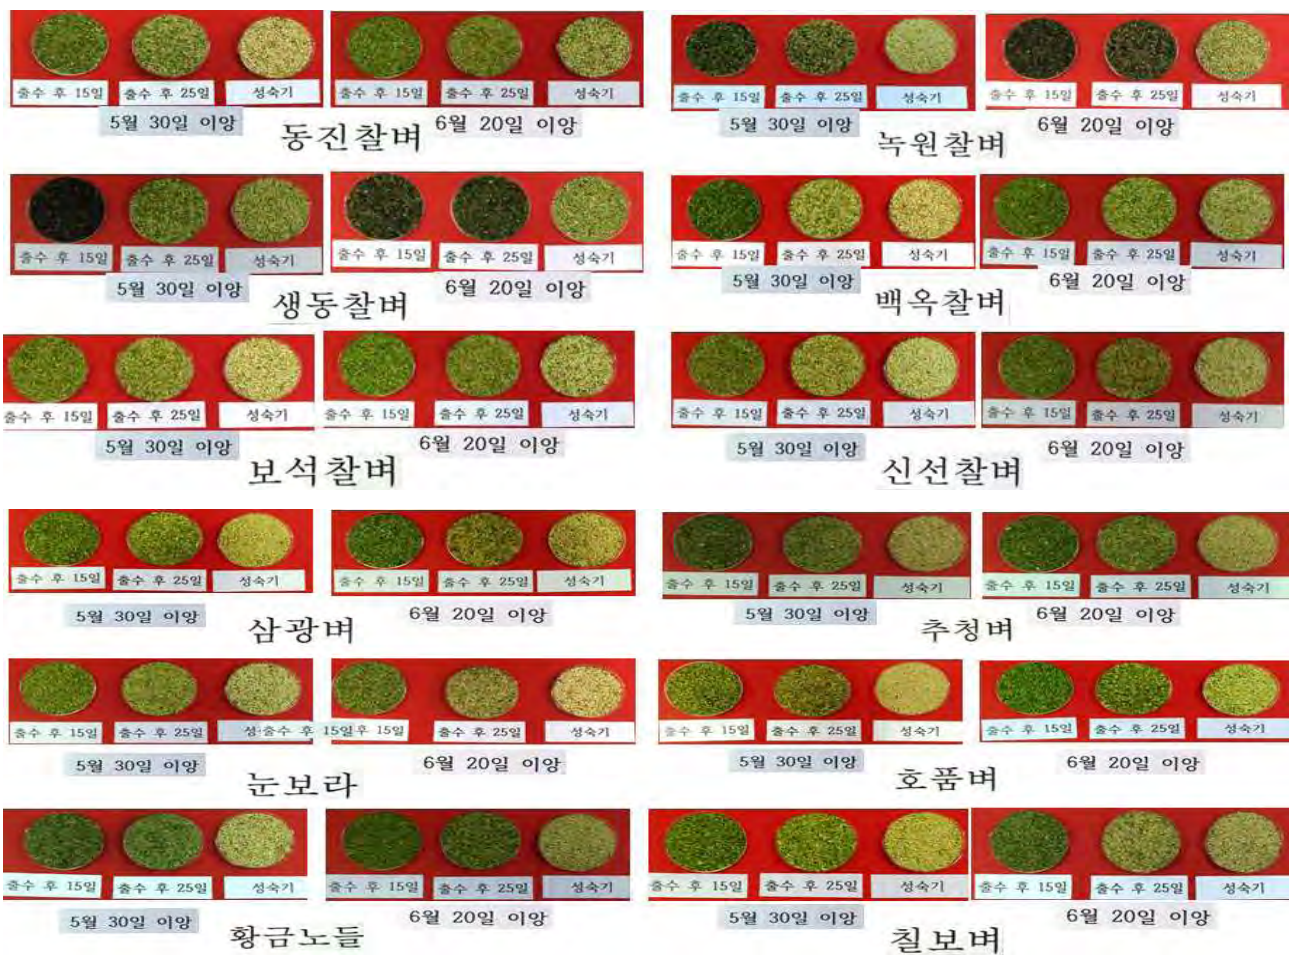 출수 후 15일 출수 후 25일 성숙기 출수 후 15일 출수 후 25일 성숙기
5월 30일 이앙 6월 20일 이앙
동진찰벼
출수 후 15일 출수 후 25일 성숙기 출수 후 15일 출수 후 25일 성숙기
5월 30일 이앙 6월 20일 이앙
녹원찰벼
출수 후 15일 출수 후 25일 성숙기 출수 후 15일 출수 후 25일 성숙기
5월 30일 이앙 6월 20일 이앙
생동찰벼
출수 후 15일 출수 후 25일 성숙기 출수 후 15일 출수 후 25일 성숙기
5월 30일 이앙 6월 20일 이앙
백옥찰벼
출수 후 15일 출수 후 25일 성숙기 출수 후 15일 출수 후 25일 성숙기
5월 30일 이앙 6월 20일 이앙
보석찰벼
출수 후 15일 출수 후 25일 성숙기 출수 후 15일 출수 후 25일 성숙기
5월 30일 이앙 6월 20일 이앙
신선찰벼
출수 후 15일 출수 후 25일 성숙기 출수 후 15일 출수 후 25일 성숙기
5월 30일 이앙 6월 20일 이앙
삼광벼
출수 후 15일 출수 후 25일 성숙기 출수 후 15일 출수 후 25일 성숙기
5월 30일 이앙 6월 20일 이앙
추청벼
출수 후 15일 출수 후 25일 성출수 후 15일후 15일 출수 후 25일 성숙기
5월 30일 이앙 6월 20일 이앙
눈보라
출수 후 15일 출수 후 25일 성숙기 출수 후 15일 출수 후 25일 성숙기
5월 30일 이앙 6월 20일 이앙
호품벼
출수 후 15일 출수 후 25일 성숙기 출수 후 15일 출수 후 25일 성숙기
5월 30일 이앙 6월 20일 이앙
황금노들
출수 후 15일 출수 후 25일 성숙기 출수 후 15일 출수 후 25일 성숙기
5월 30일 이앙 6월 20일 이앙
칠보벼